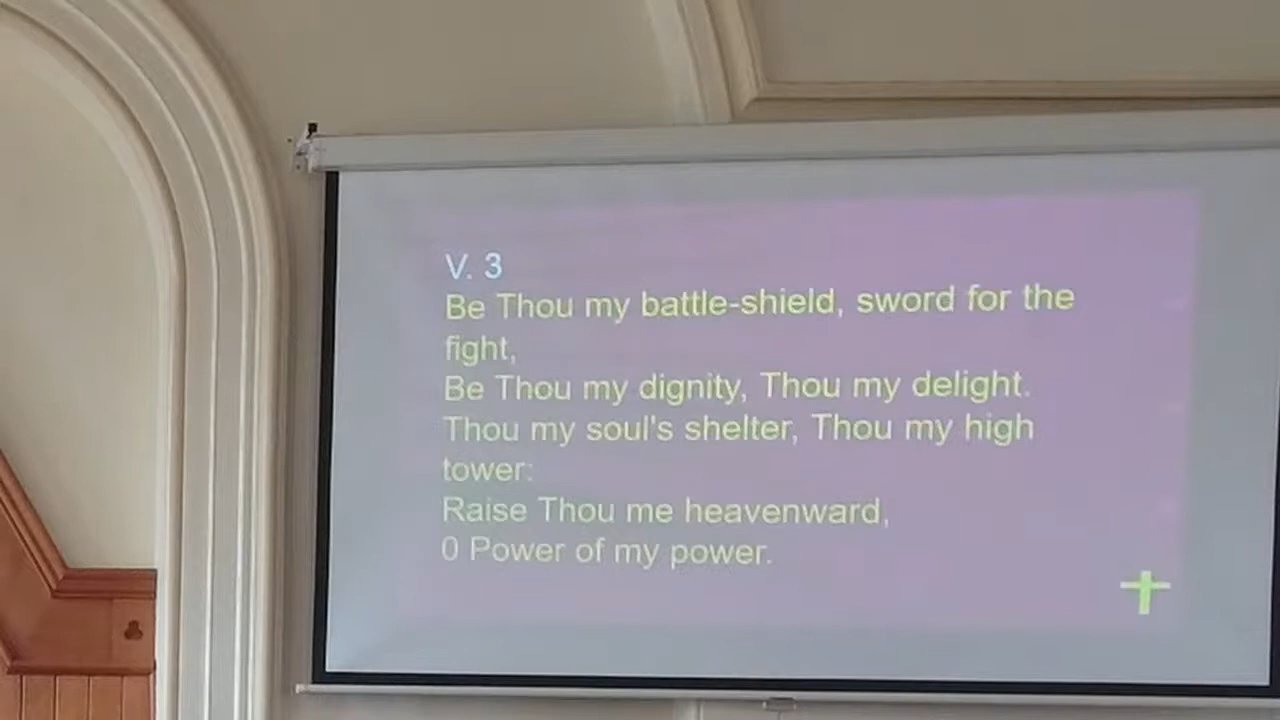 V. 3
Be Thou my battle-shield, sword for the
fight,
Be Thou my dignity, Thou my delight.
Thou my soul's shelter, Thou my high
tower:
Raise Thou me heavenward,
0 Power of my power.